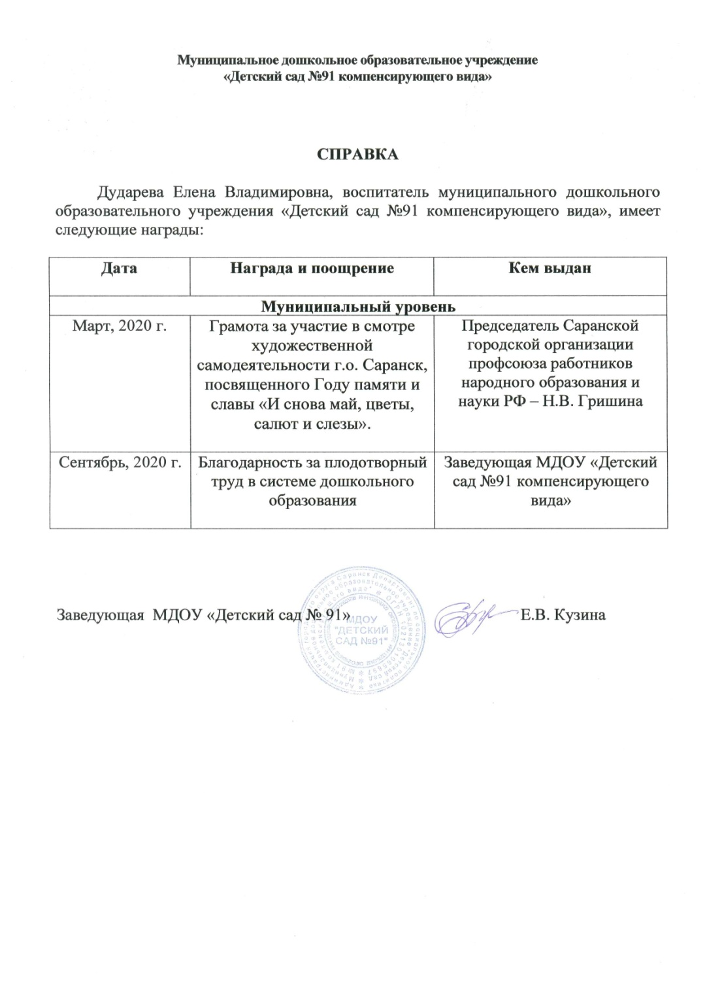 Муниципальное дошкольное образовательное учреждение
«Детский сад №91 компенсирующего вида»
СПРАВКА
Дударева Елена Владимировна, воспитатель муниципального дошкольного
образовательного учреждения «Детский сад №91 компенсирующего вида», имеет
следующие награды:
Дата
Награда и поощрение
Кем выдан
Муниципальный уровень
Март, 2020 г.
Грамота за участие в смотре
художественной
самодеятельности г.о. Саранск,
посвященного Году памяти и
славы «И снова май, цветы,
салют и слезы».
Председатель Саранской
городской организации
профсоюза работников
народного образования и
науки РФ – Н.В. Гришина
Сентябрь, 2020 г.
Благодарность за плодотворный
труд в системе дошкольного
образования
Заведующая МДОУ «Детский
сад №91 компенсирующего
вида»
Заведующая МДОУ «Детский сад № 91»
Е.В. Кузина
МДОУ
"ДЕТСКИЙ
САД №91"